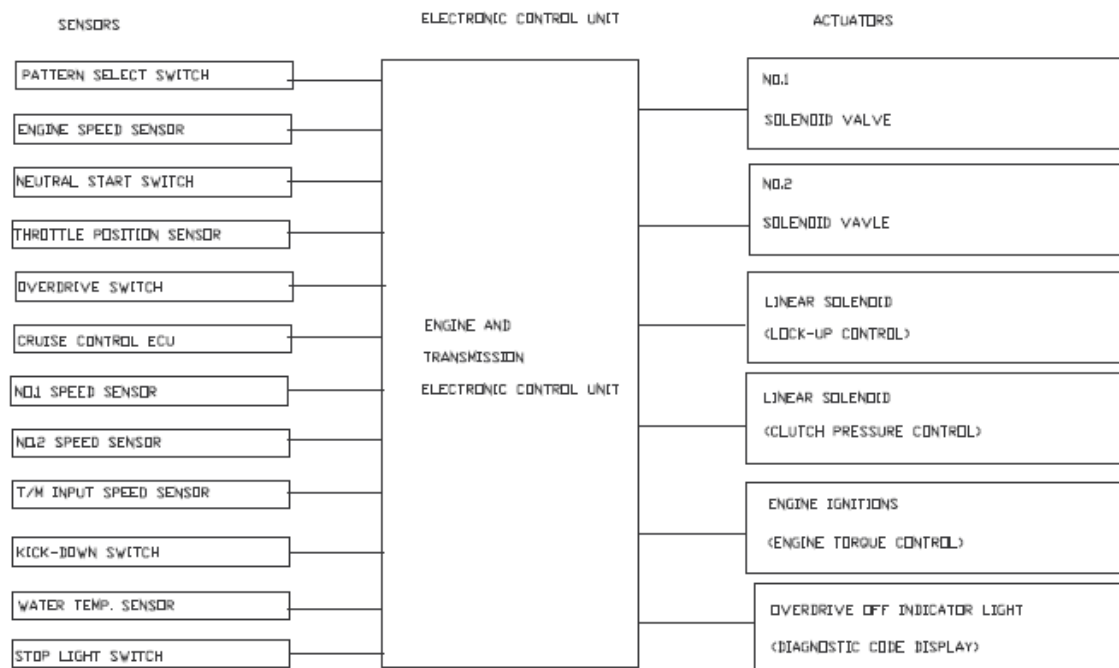 SENSORS
ELECTRONIC CONTROL UNIT
ACTUATORS
PATTERN SELECT SWITCH
ENGINE SPEED SENSOR
NEUTRAL START SWITCH
THROTTLE POSITION SENSOR
OVERDRIVE SWITCH
CRUISE CONTROL ECU
NO.1 SPEED SENSOR
NO.2 SPEED SENSOR
T/M INPUT SPEED SENSOR
KICK-DOWN SWITCH
WATER TEMP. SENSOR
STOP LIGHT SWITCH
ENGINE AND
TRANSMISSION
ELECTRONIC CONTROL UNIT
NO.1
SOLENOID VALVE
NO.2
SOLENOID VAVLE
LINEAR SOLENOID
(LOCK-UP CONTROL)
LINEAR SOLENOID
(CLUTCH PRESSURE CONTROL)
ENGINE IGNITIONS
(ENGINE TORQUE CONTROL)
OVERDRIVE OFF INDICATOR LIGHT
(DIAGNOSTIC CODE DISPLAY)